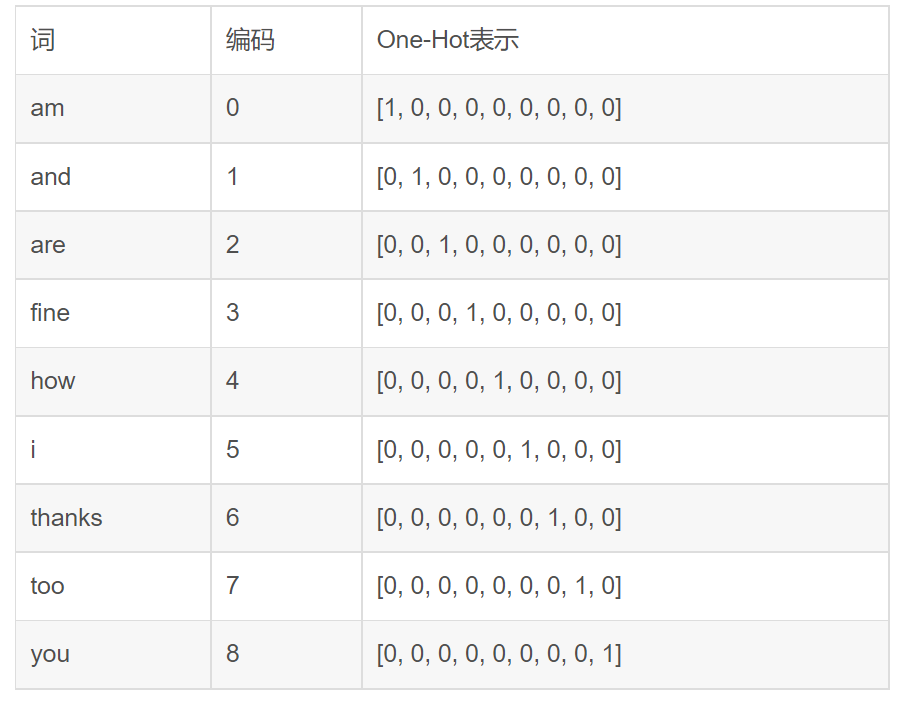 词 编码 One-Hot表示
am 0 [1, 0, 0, 0, 0, 0, 0, 0, 0]
and 1 [0, 1, 0, 0, 0, 0, 0, 0, 0]
are 2 [0, 0, 1, 0, 0, 0, 0, 0, 0]
fine 3 [0, 0, 0, 1, 0, 0, 0, 0, 0]
how 4 [0, 0, 0, 0, 1, 0, 0, 0, 0]
i 5 [0, 0, 0, 0, 0, 1, 0, 0, 0]
thanks 6 [0, 0, 0, 0, 0, 0, 1, 0, 0]
too 7 [0, 0, 0, 0, 0, 0, 0, 1, 0]
you 8 [0, 0, 0, 0, 0, 0, 0, 0, 1]